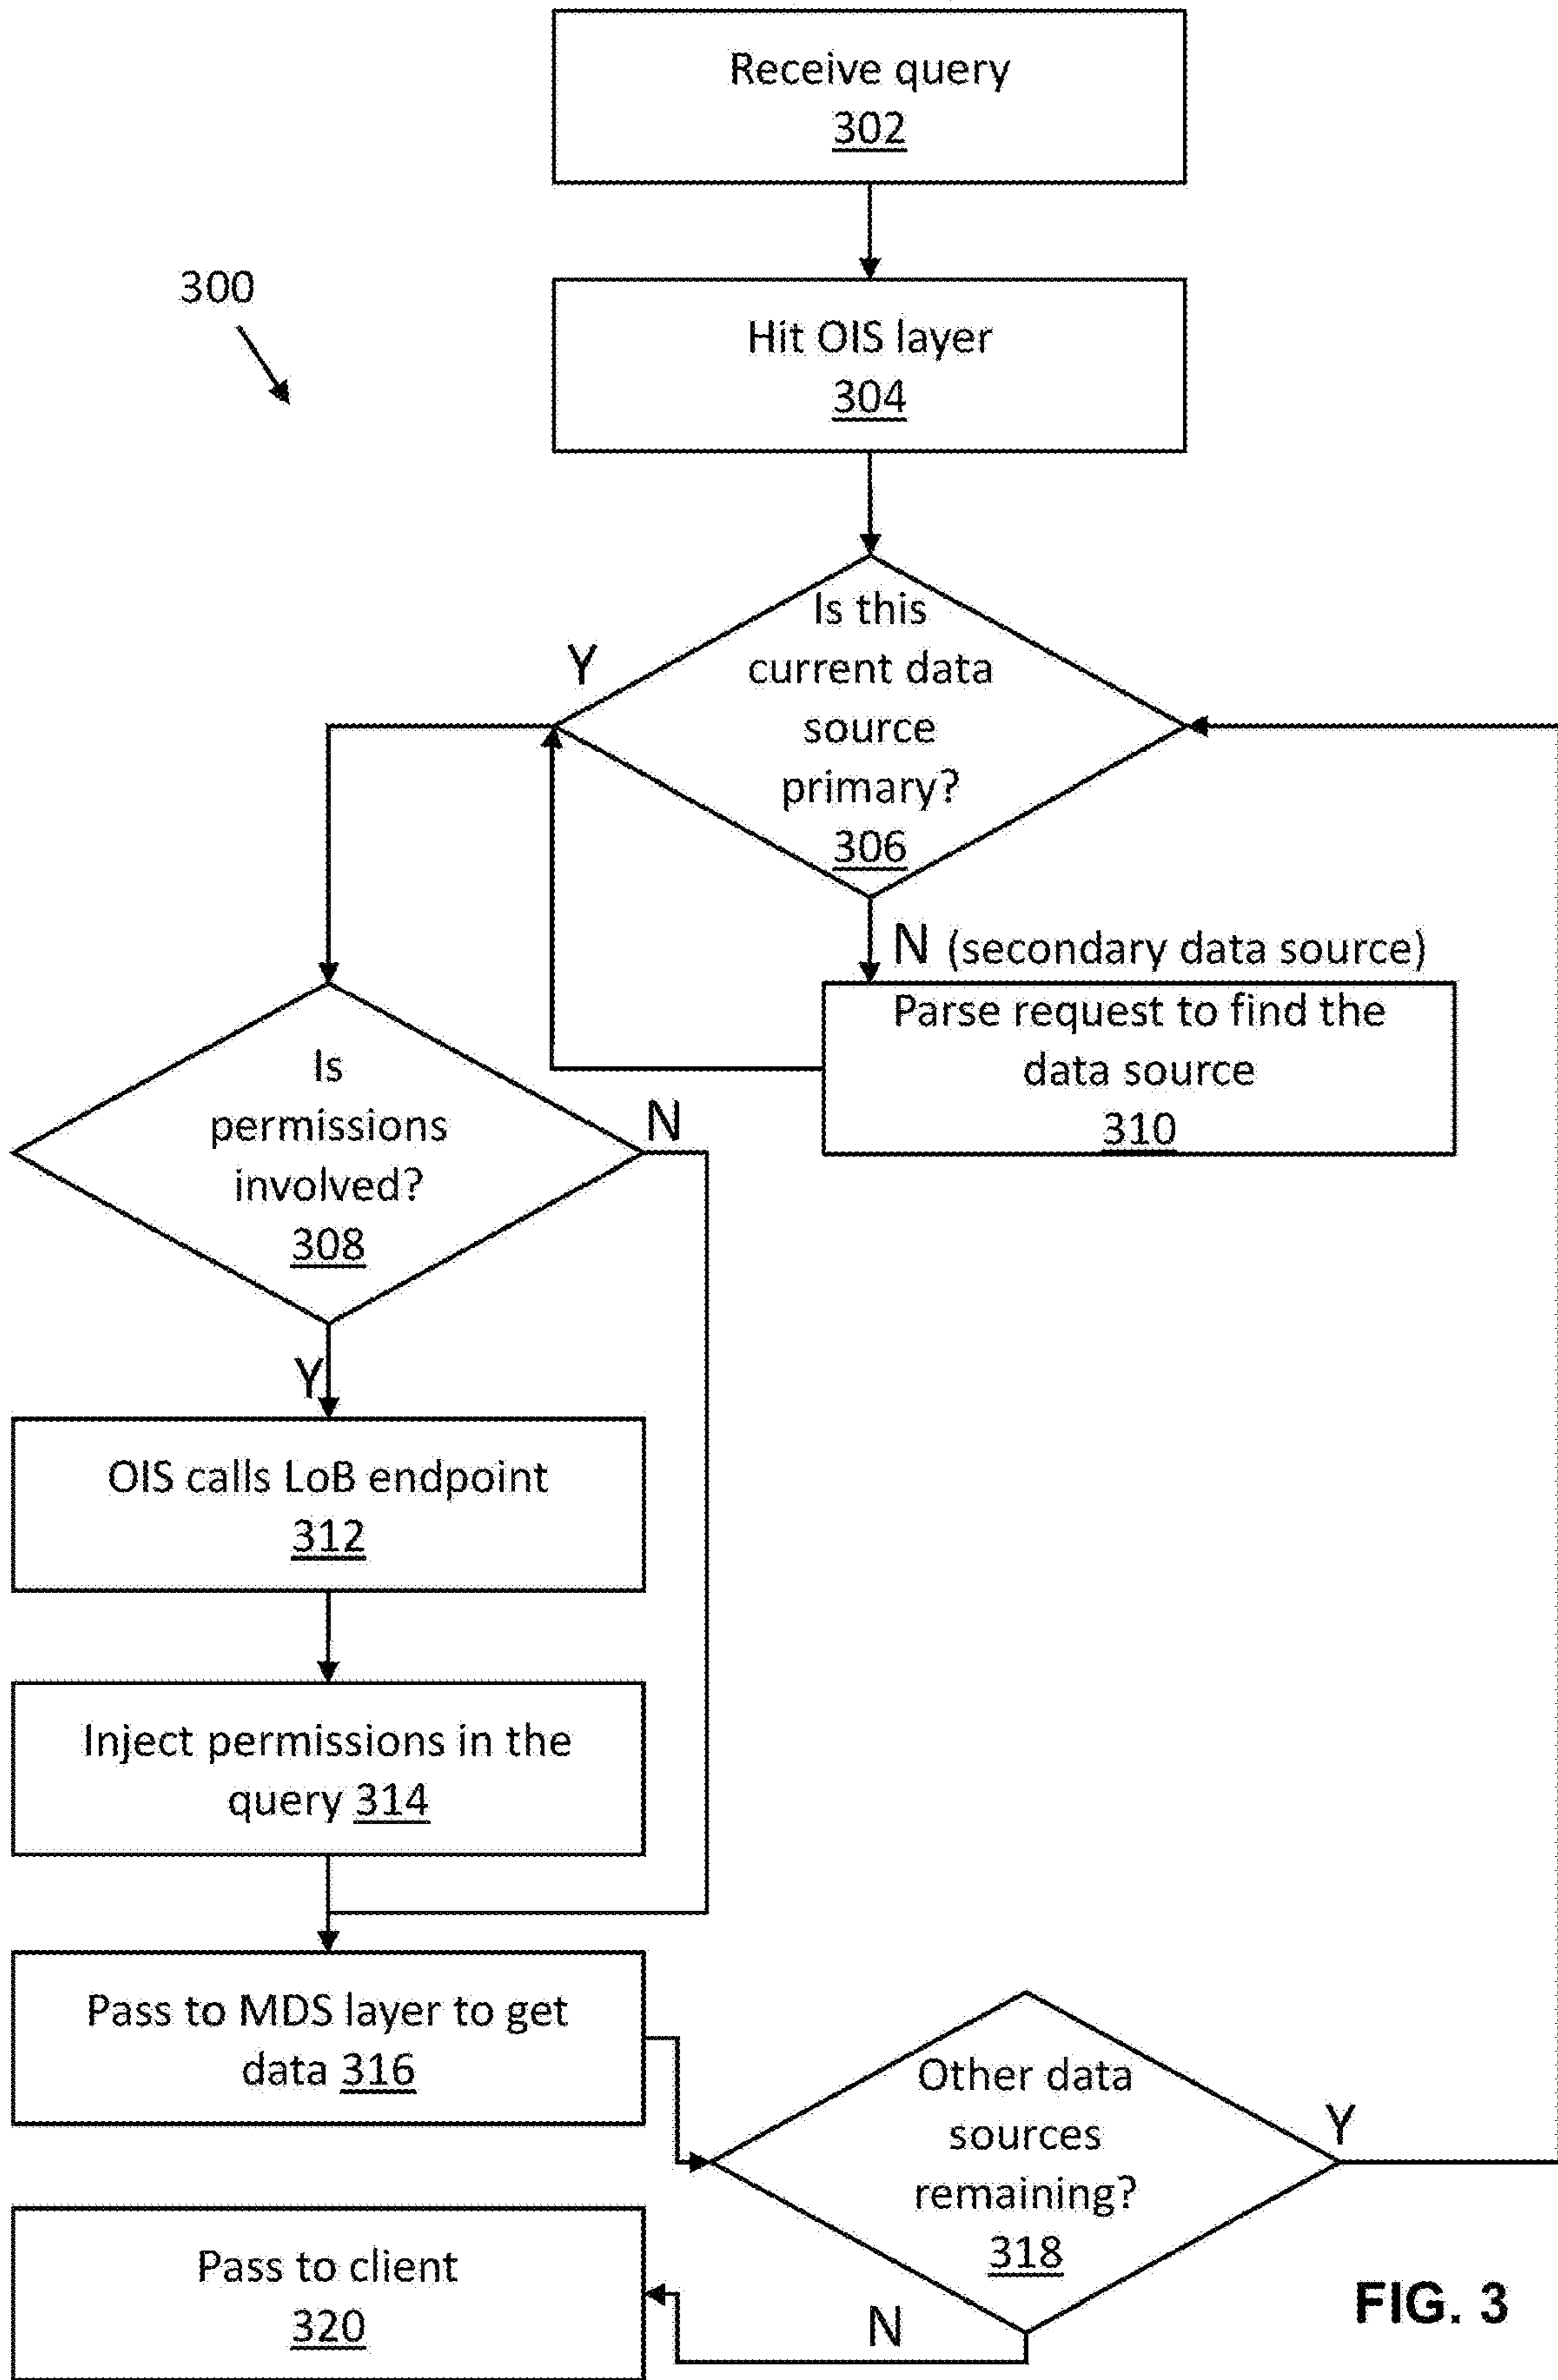 Receive query
302
300
Hit OIS layer
304
Is this
current data
source
primary?
306
Y
N (secondary data source)
Parse request to find the
data source
310
Is
permissions
involved?
308
N
Y
OIS calls LoB endpoint
312
Inject permissions in the
query 314
Pass to MDS layer to get
data 316
Other data
sources
remaining?
318
Y
N
Pass to client
320
FIG. 3